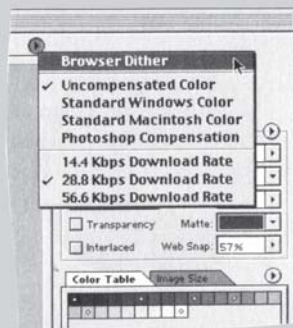 Browser Dither
✓ Uncompensated Color
Standard Windows Color
Standard Macintosh Color
Photoshop Compensation
14.4 Kbps Download Rate
✓ 28.8 Kbps Download Rate
56.6 Kbps Download Rate
Transparency Matte:
Interlaced Web Snap: 57%
Color Table Image Size